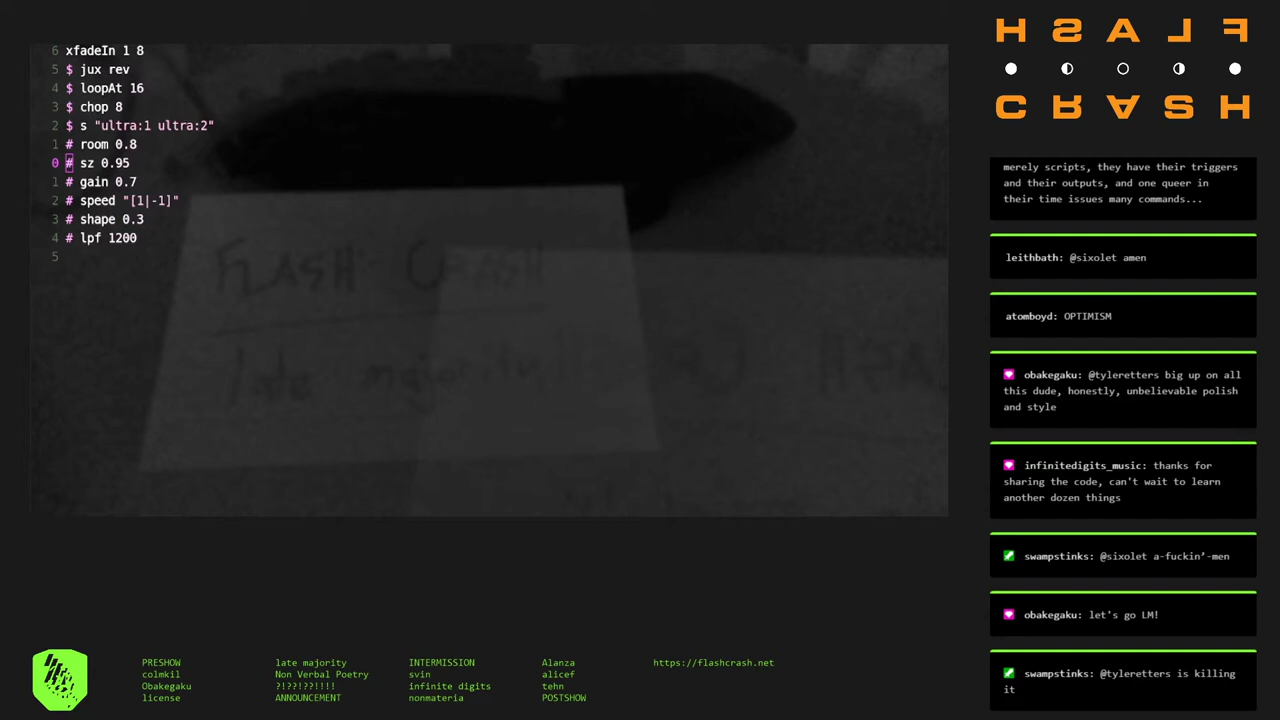 6 xfadeIn 1 8
5 $ jux rev
4 $ loopAt 16
3 $ chop 8
2 $ s "ultra:1 ultra:2"
1 # room 0.8
0 # sz 0.95
1 # gain 0.7
2 # speed "[1|-1]"
3 # shape 0.3
4 # lpf 1200
5
FLASH CRASH
late majority
FLASH
CRASH
merely scripts, they have their triggers
and their outputs, and one queer in
their time issues many commands...
leithbath: @sixolet amen
atomboyd: OPTIMISM
obakegaku: @tyleretters big up on all
this dude, honestly, unbelievable polish
and style
infinitedigits_music: thanks for
sharing the code, can't wait to learn
another dozen things
swampstinks: @sixolet a-fuckin’-men
obakegaku: let's go LM!
swampstinks: @tyleretters is killing
it
PRESHOW
colmkil
Obakegaku
license
late majority
Non Verbal Poetry
?!??!??!!!!
ANNOUNCEMENT
INTERMISSION
svin
infinite digits
nonmateria
Alanza
alicef
tehn
POSTSHOW
https://flashcrash.net